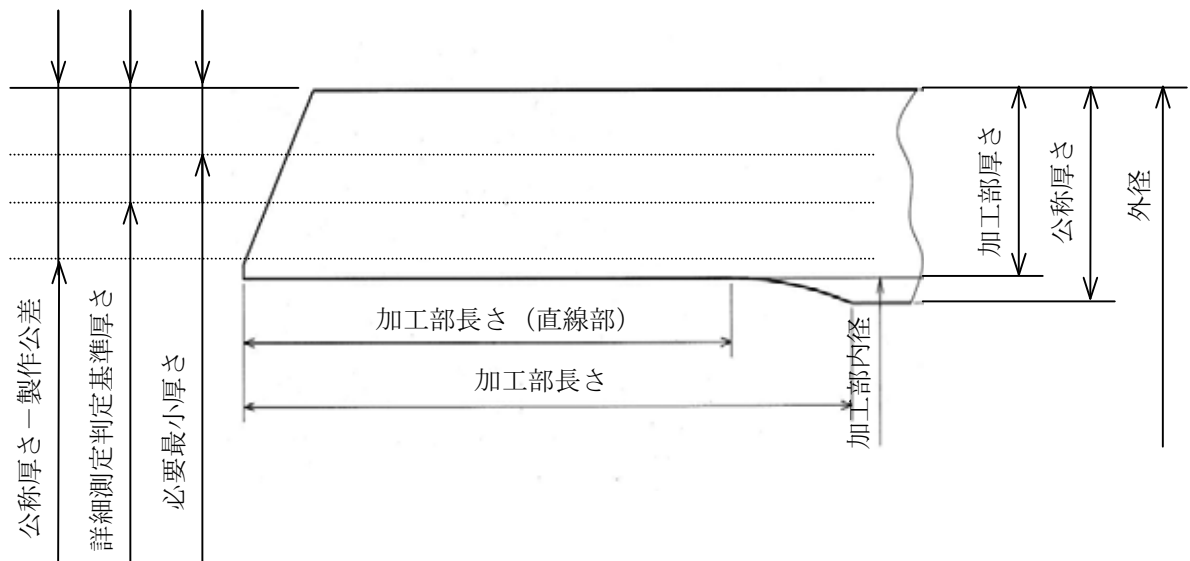 公称厚さ－製作公差
詳細測定判定基準厚さ
必要最小厚さ
加工部長さ（直線部）
加工部長さ
加工部内径
加工部厚さ
公称厚さ
外径